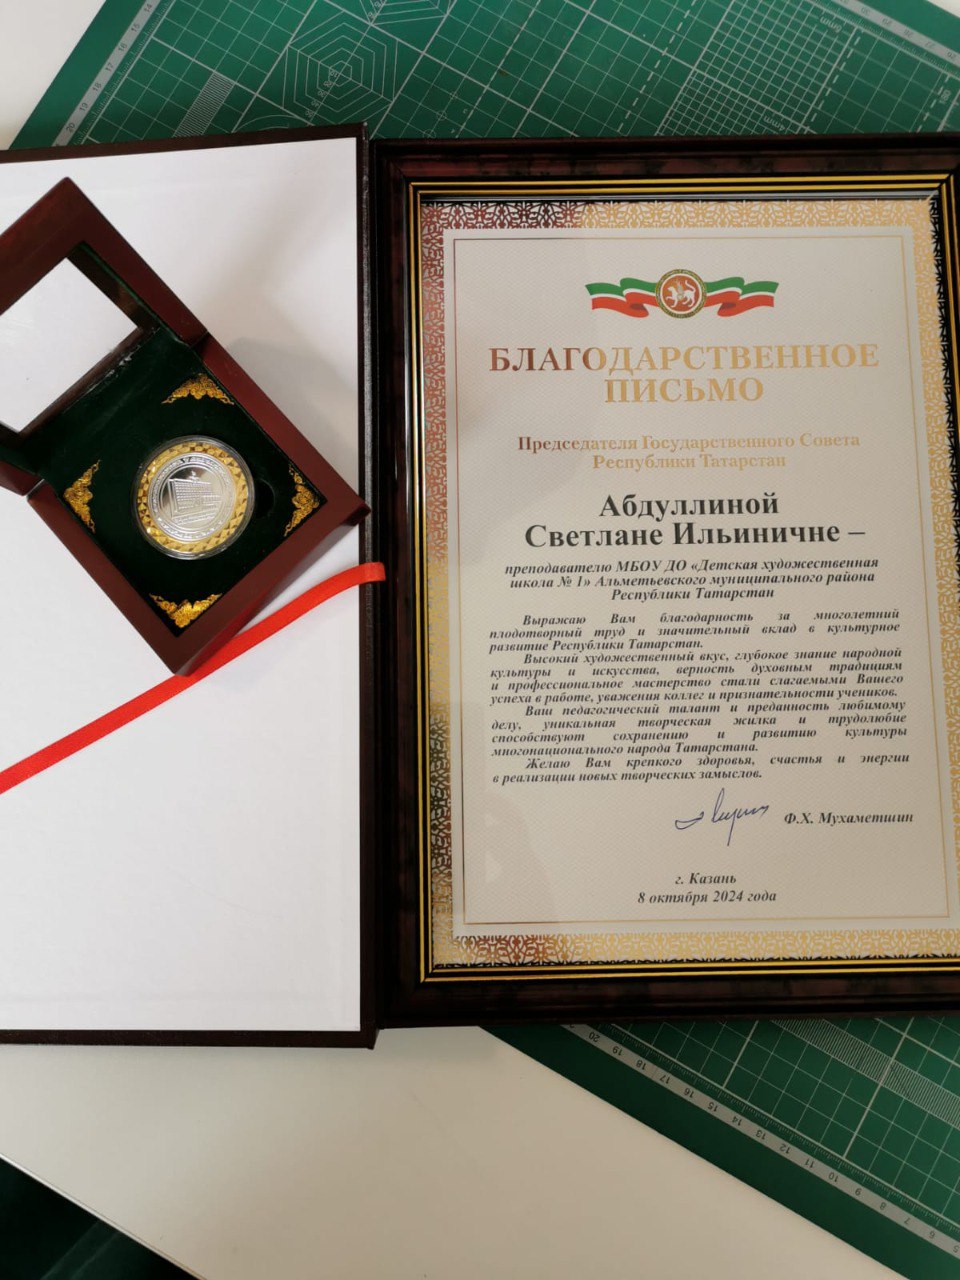 БЛАГОДАРСТВЕННОЕ
ПИСЬМО
Председателя Государственного Совета
Республики Татарстан
Абдуллиной
Светлане Ильиничне –
преподавателю МБОУ ДО «Детская художественная
школа № 1» Альметьевского муниципального района
Республики Татарстан
Выражаю Вам благодарность за многолетний
плодотворный труд и значительный вклад в культурное
развитие Республики Татарстан.
Высокий художественный вкус, глубокое знание народной
культуры и искусства, верность духовным традициям
и профессиональное мастерство стали слагаемыми Вашего
успеха в работе, уважения коллег и признательности учеников.
Ваш педагогический талант и преданность любимому
делу, уникальная творческая жилка и трудолюбие
способствуют сохранению и развитию культуры
многонационального народа Татарстана.
Желаю Вам крепкого здоровья, счастья и энергии
в реализации новых творческих замыслов.
Ф.Х. Мухаметшин
г. Казань
8 октября 2024 года